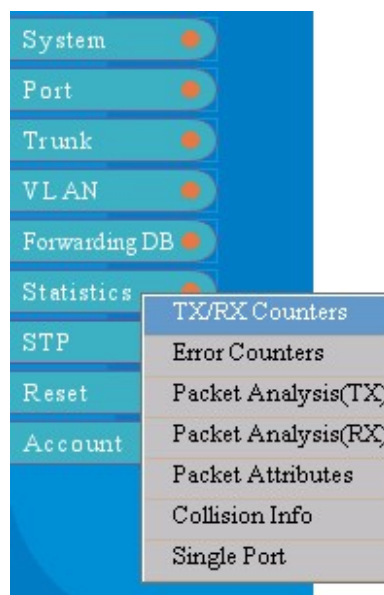 System
Port
Trunk
VLAN
Forwarding DB
Statistics
TX/RX Counters
Error Counters
STP
Packet Analysis(TX)
Reset
Packet Analysis(RX)
Account
Packet Attributes
Collision Info
Single Port